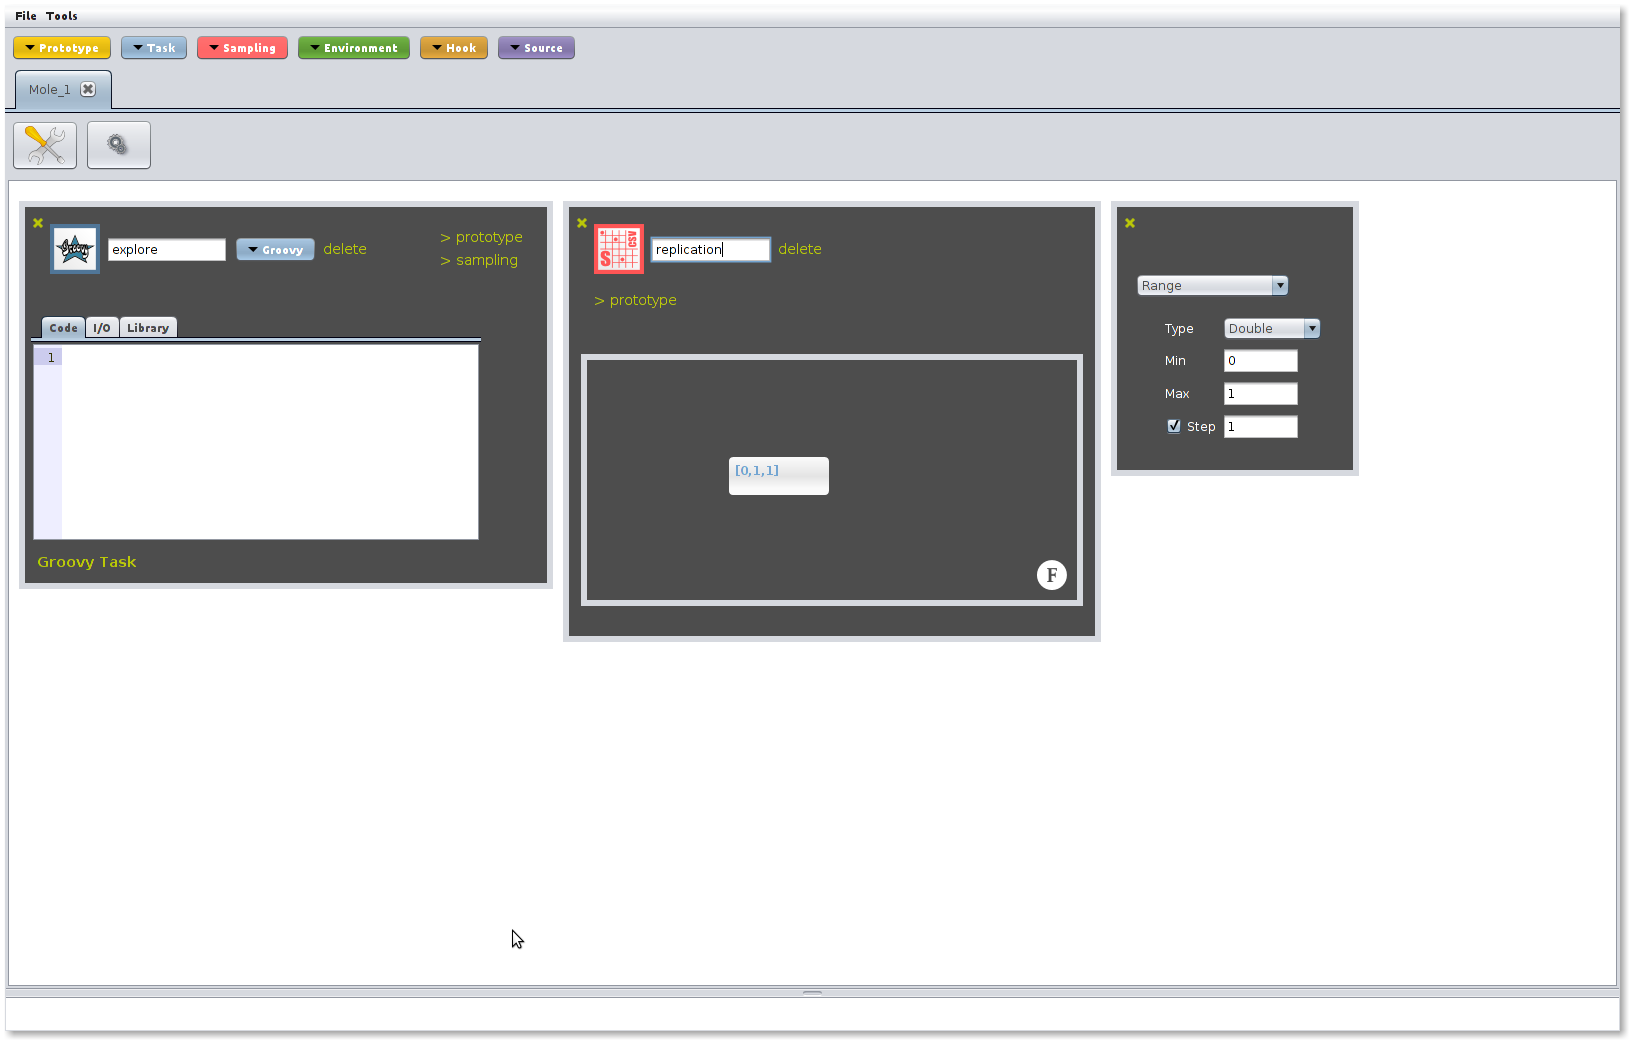 File Tools
Prototype Task Sampling Environment Hook Source
Mole_1
explore Groovy delete
> prototype
> sampling
Code I/O Library
1
Groovy Task
S CSV
replication delete
> prototype
[0,1,1]
F
Range
Type Double
Min 0
Max 1
Step 1